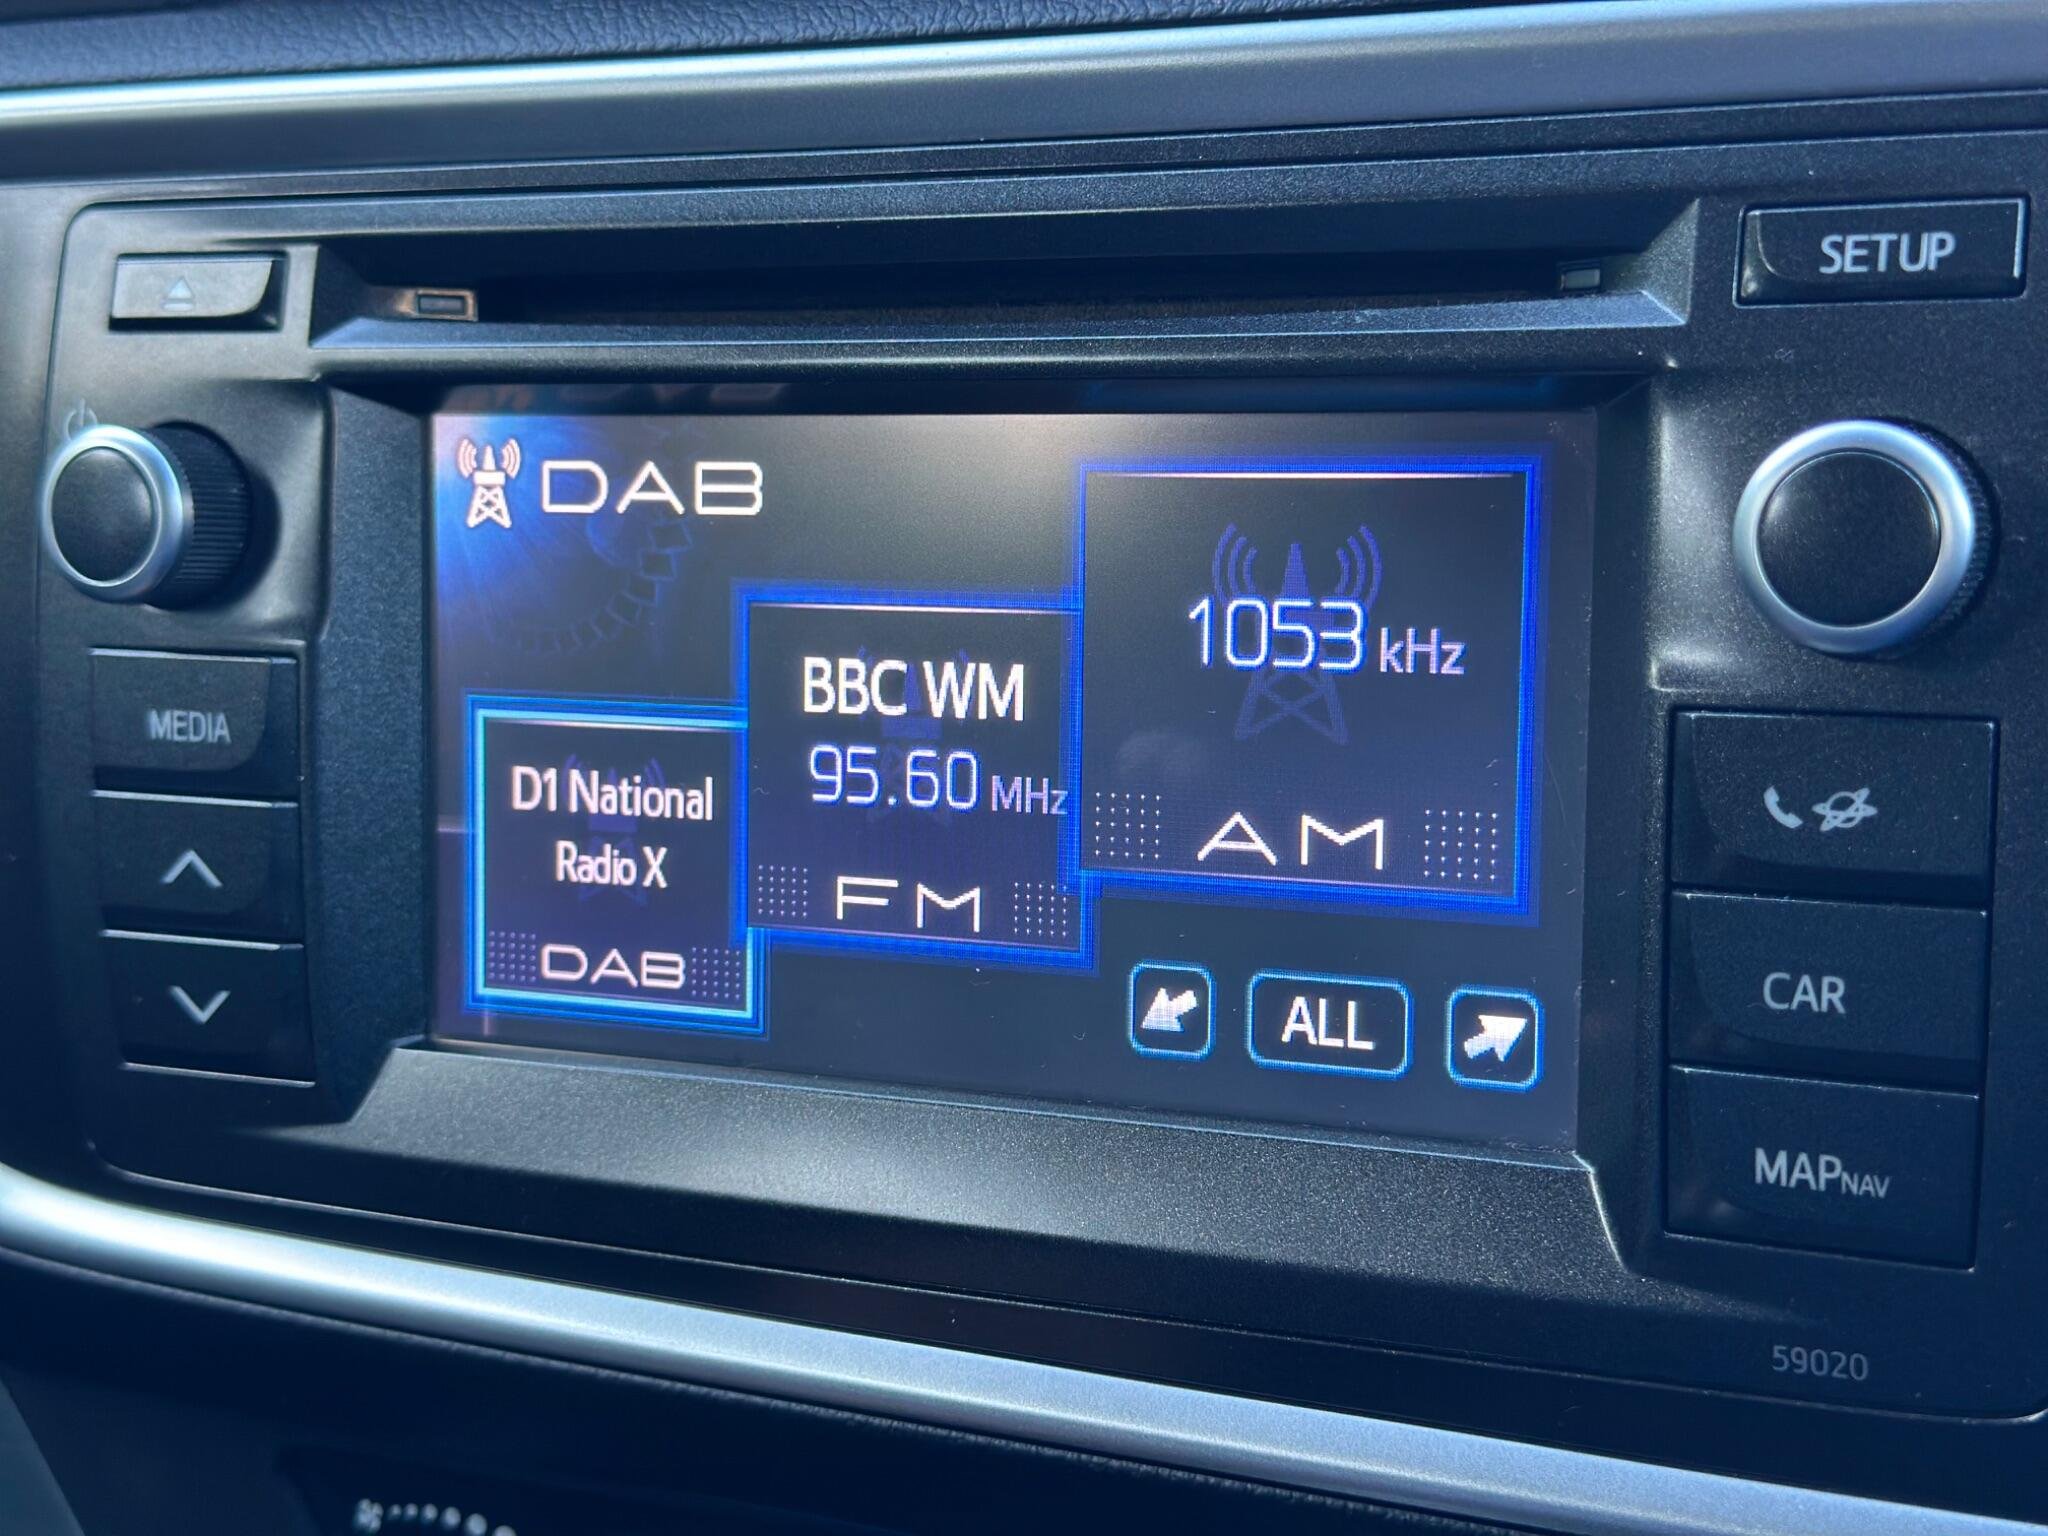 SETUP
DAB
1053 kHz
AM
BBC WM
95.60 MHz
FM
D1 National
Radio X
DAB
ALL
MEDIA
CAR
MAPNAV
59020